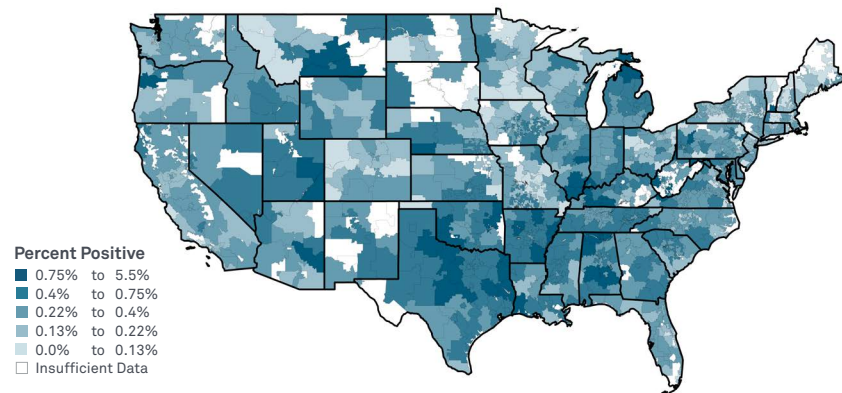 Percent Positive
0.75% to 5.5%
0.4% to 0.75%
0.22% to 0.4%
0.13% to 0.22%
0.0% to 0.13%
Insufficient Data